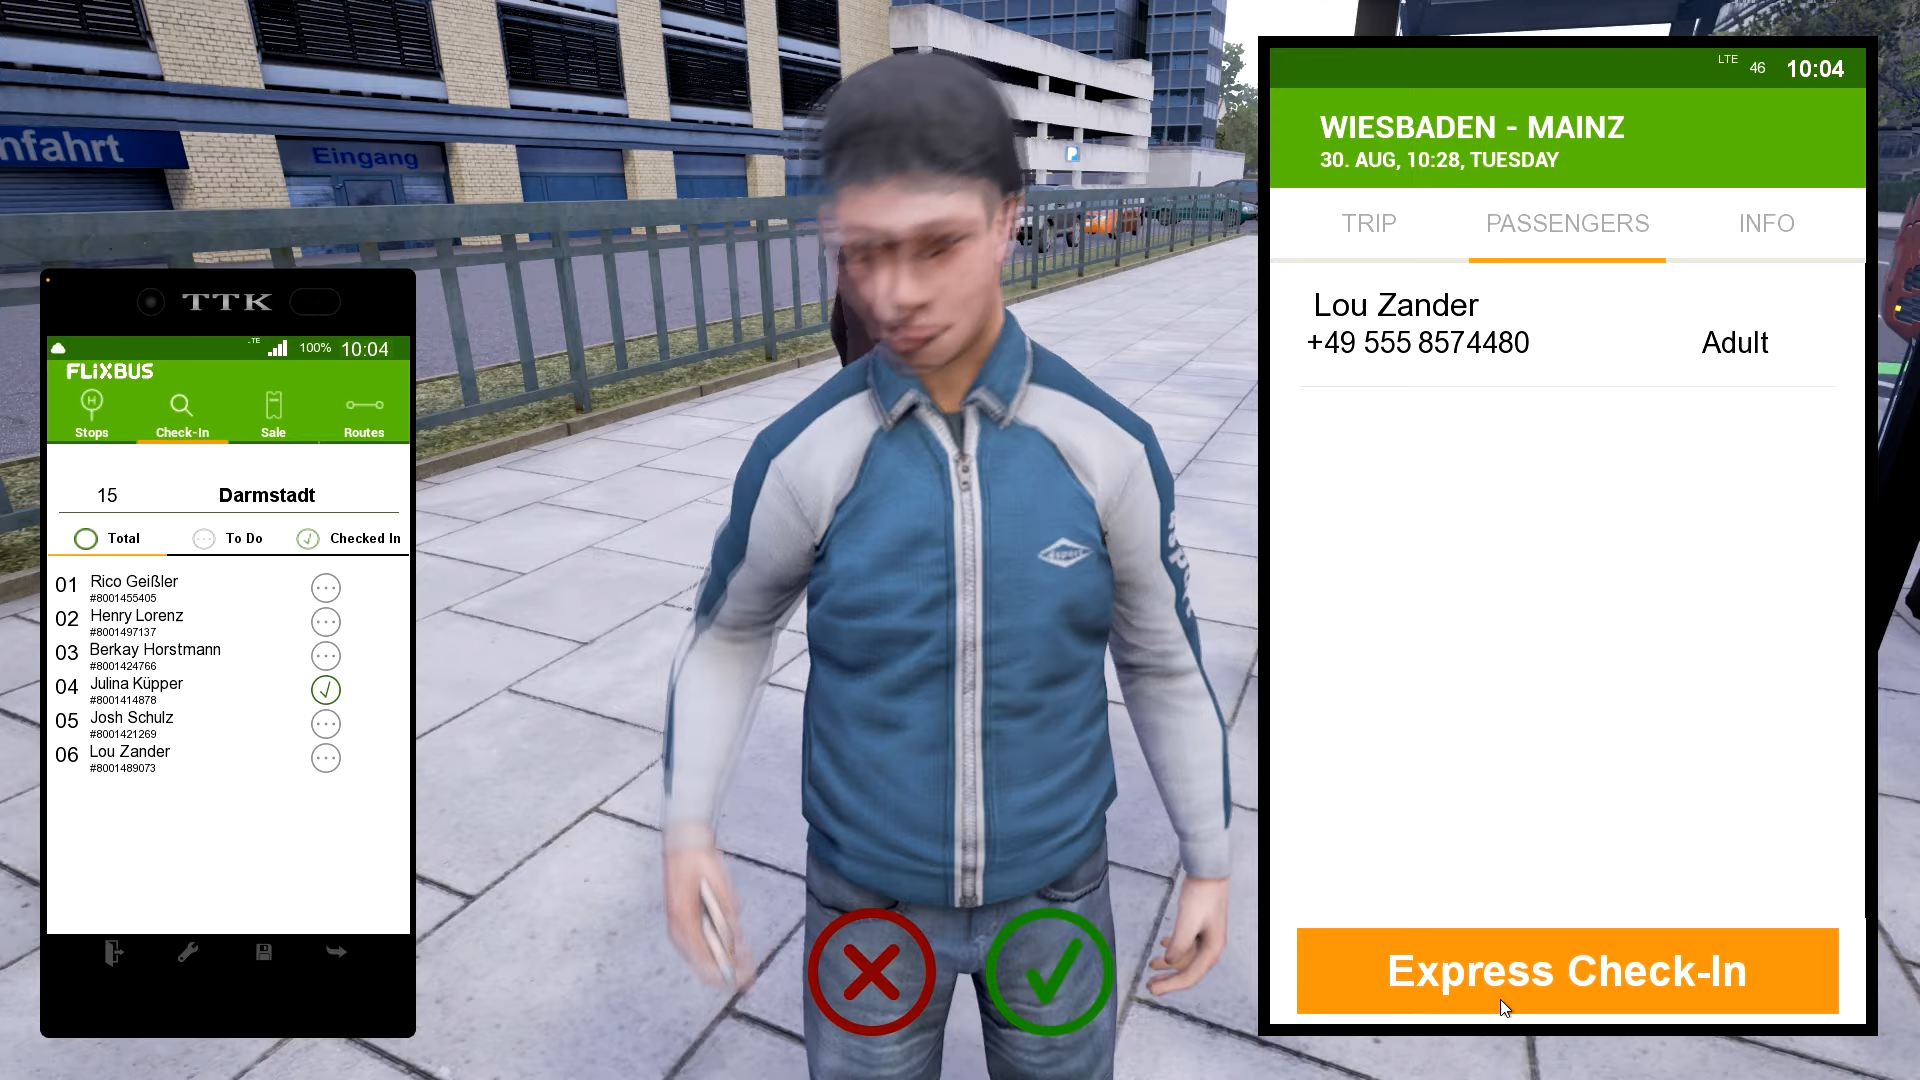 nfahrt
Eingang
P
TTK
LTE
100%
10:04
FLiXBUS
Stops
Check-In
Sale
Routes
15
Darmstadt
Total
To Do
Checked In
01
Rico Geißler
#8001455405
02
Henry Lorenz
#8001497137
03
Berkay Horstmann
#8001424766
04
Julina Küpper
#8001414878
05
Josh Schulz
#8001421269
06
Lou Zander
#8001489073
LTE
46
10:04
WIESBADEN - MAINZ
30. AUG, 10:28, TUESDAY
TRIP
PASSENGERS
INFO
Lou Zander
+49 555 8574480
Adult
Express Check-In